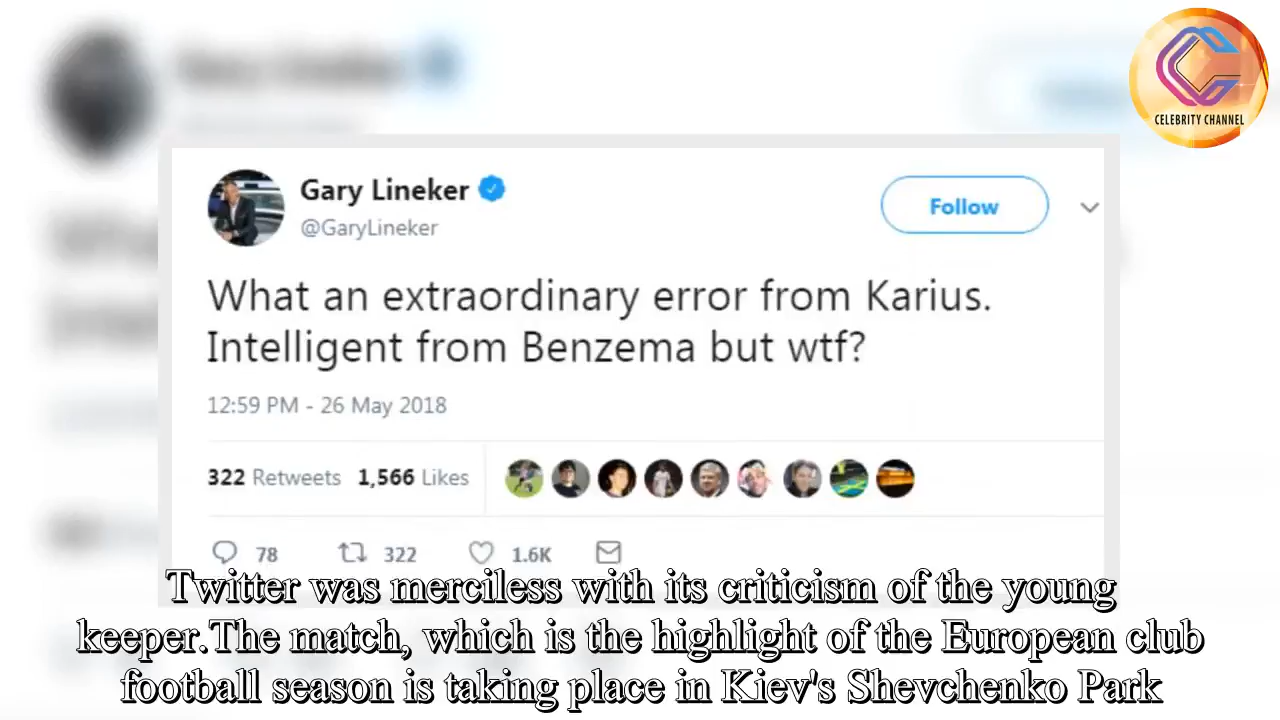 CELEBRITY CHANNEL
Gary Lineker
@GaryLineker
Follow
What an extraordinary error from Karius.
Intelligent from Benzema but wtf?
12:59 PM - 26 May 2018
322 Retweets 1,566 Likes
78 322 1.6K
Twitter was merciless with its criticism of the young
keeper.The match, which is the highlight of the European club
football season is taking place in Kiev's Shevchenko Park